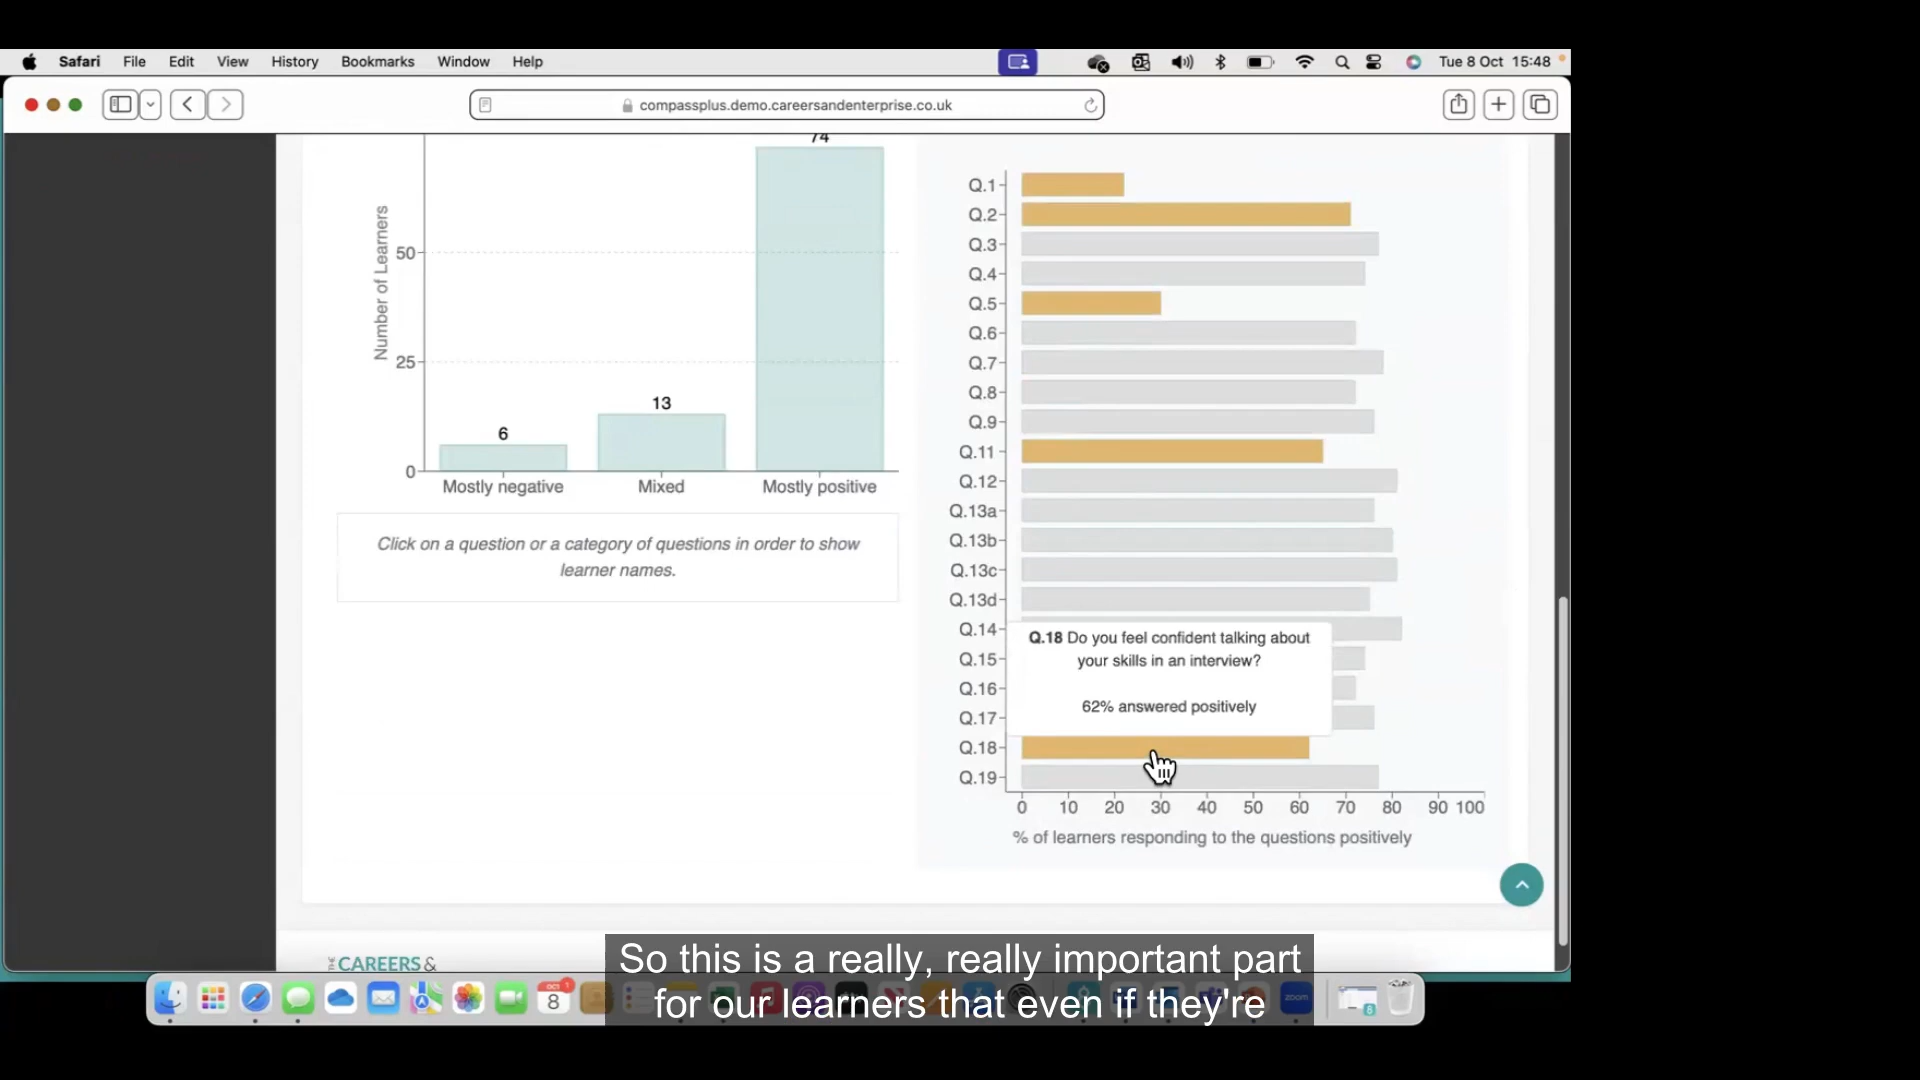 Safari File Edit View History Bookmarks Window Help Tue 8 Oct 15:48
compassplus.demo.careersandenterprise.co.uk
74
Number of Learners
50
25
13
6
0
Mostly negative Mixed Mostly positive
Click on a question or a category of questions in order to show
learner names.
Q.1
Q.2
Q.3
Q.4
Q.5
Q.6
Q.7
Q.8
Q.9
Q.11
Q.12
Q.13a
Q.13b
Q.13c
Q.13d
Q.14
Q.15
Q.16
Q.17
Q.18
Q.19
Q.18 Do you feel confident talking about
your skills in an interview?
62% answered positively
0 10 20 30 40 50 60 70 80 90 100
% of learners responding to the questions positively
THE CAREERS &
So this is a really, really important part
for our learners that even if they're
OCT 1
8
zoom
8